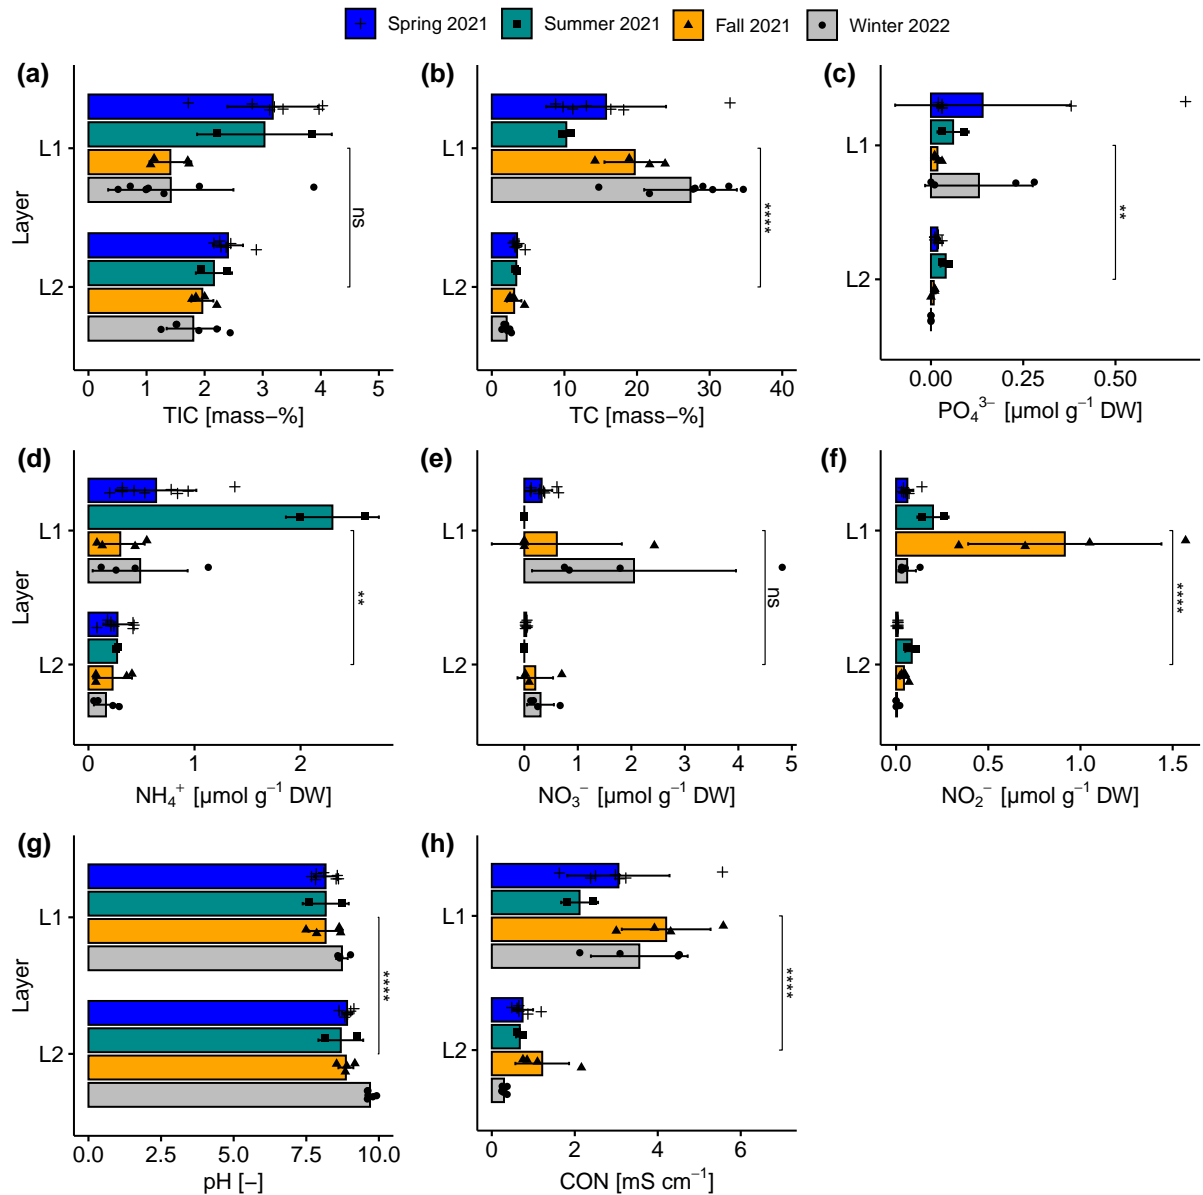 Spring 2021 Summer 2021 Fall 2021 Winter 2022
(a) (b) (c)
Layer
L1
L2
ns
0 1 2 3 4 5
TIC [mass−%]
****
0 10 20 30 40
TC [mass−%]
L1
L2
**
0.00 0.25 0.50
PO₄³⁻ [µmol g⁻¹ DW]
(d) (e) (f)
Layer
L1
L2
**
0 1 2
NH₄⁺ [µmol g⁻¹ DW]
L1
L2
ns
0 1 2 3 4 5
NO₃⁻ [µmol g⁻¹ DW]
L1
L2
****
0.0 0.5 1.0 1.5
NO₂⁻ [µmol g⁻¹ DW]
(g) (h)
Layer
L1
L2
****
0.0 2.5 5.0 7.5 10.0
pH [−]
L1
L2
****
0 2 4 6
CON [mS cm⁻¹]